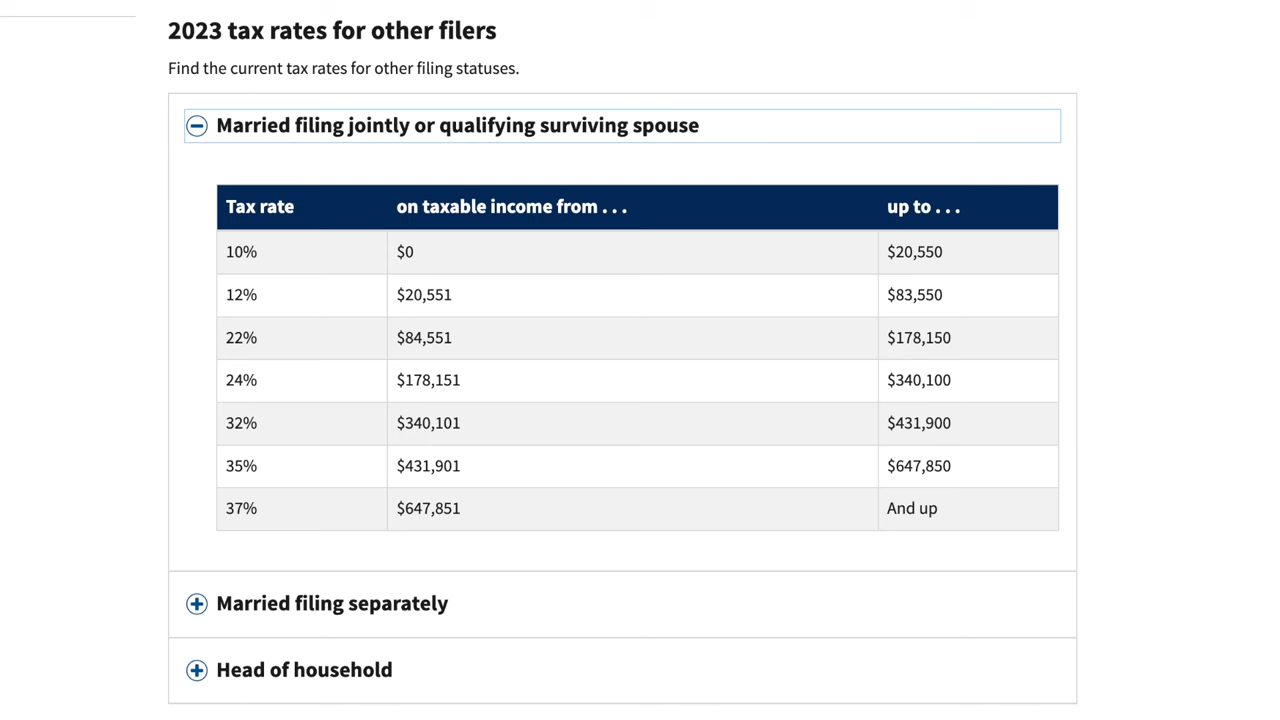 2023 tax rates for other filers
Find the current tax rates for other filing statuses.
Married filing jointly or qualifying surviving spouse
Tax rate on taxable income from . . . up to . . .
10% $0 $20,550
12% $20,551 $83,550
22% $84,551 $178,150
24% $178,151 $340,100
32% $340,101 $431,900
35% $431,901 $647,850
37% $647,851 And up
Married filing separately
Head of household